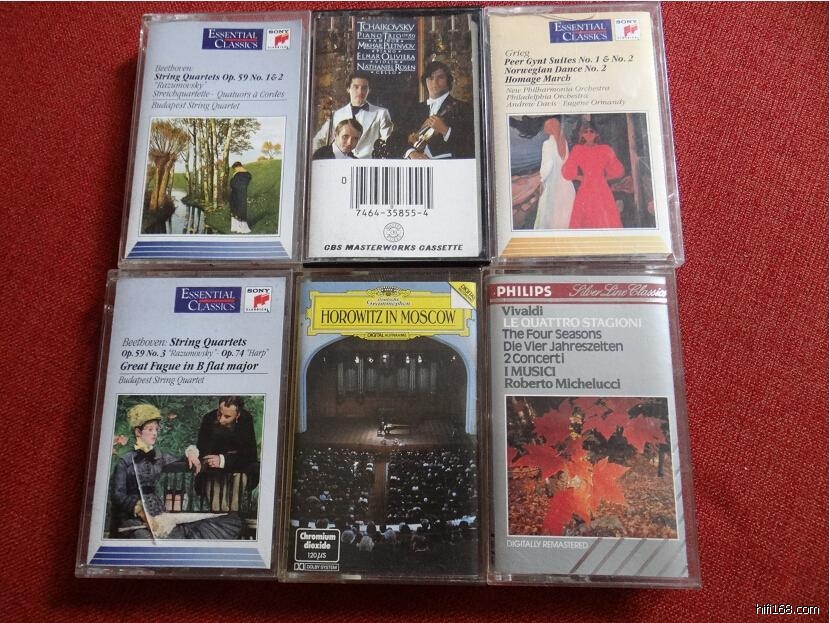 ESSENTIAL
CLASSICS
SONY
CLASSICAL
Beethoven:
String Quartets Op. 59 No. 1 & 2
"Razumovsky"
Streichquartette - Quatuors à Cordes
Budapest String Quartet
TCHAIKOVSKY
PIANO TRIO
MIKHAIL PLETNYOV
PIANO
ELMAR OLIVEIRA
VIOLIN
NATHANIEL ROSEN
CELLO
0
7464-35855-4
CBS MASTERWORKS CASSETTE
ESSENTIAL
CLASSICS
SONY
CLASSICAL
Grieg
Peer Gynt Suites No. 1 & No. 2
Norwegian Dance No. 2
Homage March
New Philharmonia Orchestra
Philadelphia Orchestra
Andrew Davis · Eugene Ormandy
ESSENTIAL
CLASSICS
SONY
CLASSICAL
Beethoven: String Quartets
Op. 59 No. 3 "Razumovsky" - Op. 74 "Harp"
Great Fugue in B flat major
Budapest String Quartet
Deutsche
Grammophon
HOROWITZ IN MOSCOW
DIGITAL AUFNAHME
Chromium
dioxide
120 µS
DOLBY SYSTEM
PHILIPS Silver Line Classics
Vivaldi
LE QUATTRO STAGIONI
The Four Seasons
Die Vier Jahreszeiten
2 Concerti
I MUSICI
Roberto Michelucci
DIGITALLY REMASTERED
hifi168.com